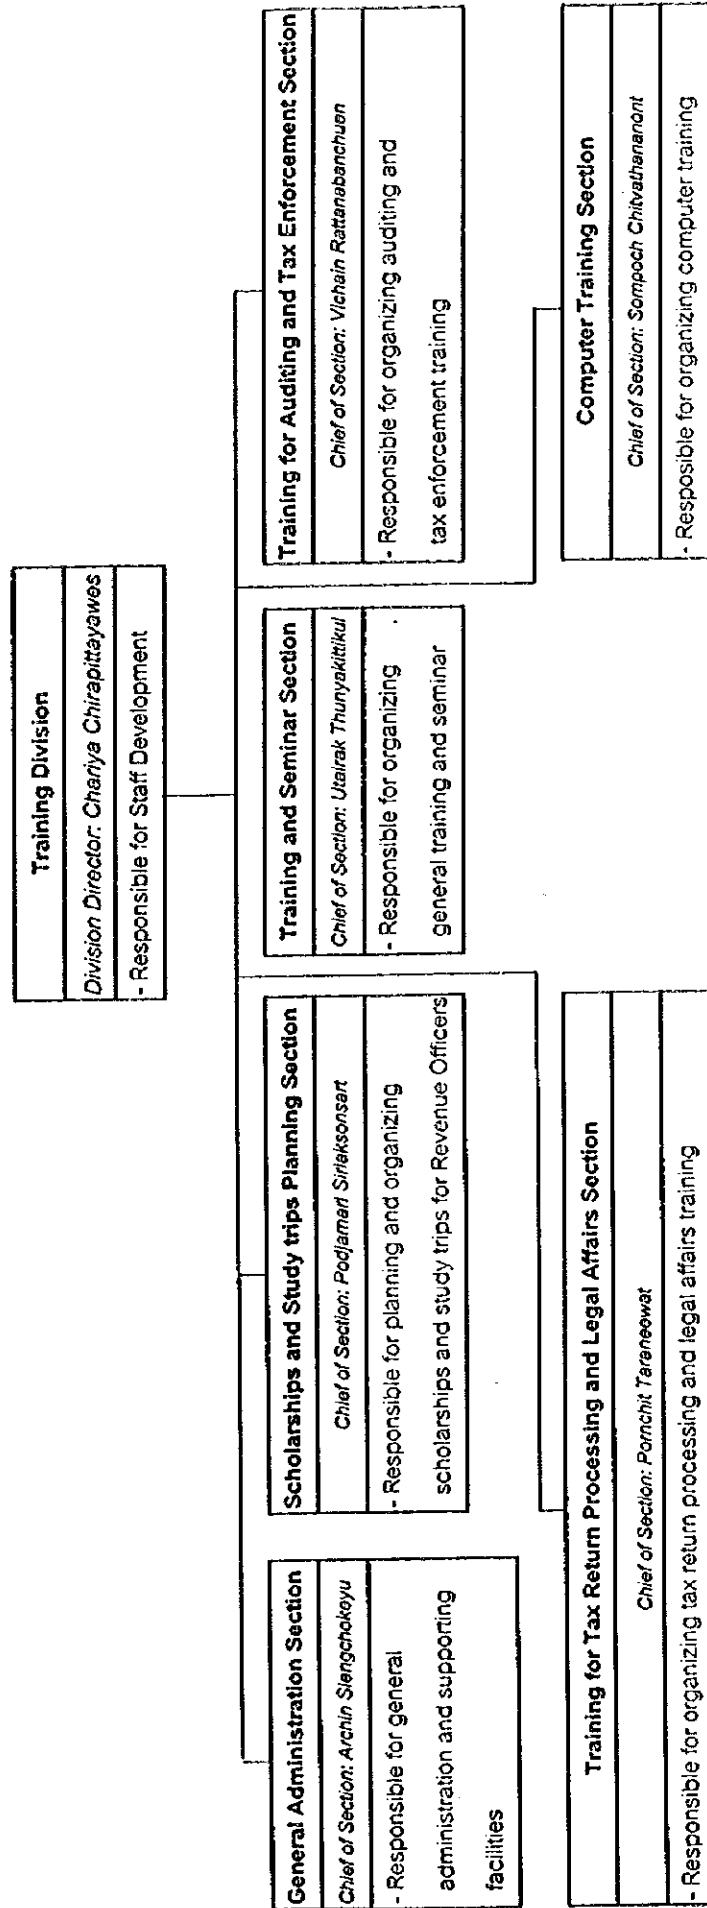 Training Division
Division Director: Chariya Chirapittayawes
- Responsible for Staff Development
General Administration Section
Chief of Section: Archin Siengchokoyu
- Responsible for general
administration and supporting
facilities
Scholarships and Study trips Planning Section
Chief of Section: Podjamarl Siriaksonsart
- Responsible for planning and organizing
scholarships and study trips for Revenue Officers
Training and Seminar Section
Chief of Section: Utairak Thunyakittikul
- Responsible for organizing
general training and seminar
Training for Auditing and Tax Enforcement Section
Chief of Section: Vichain Rattanabanchuen
- Responsible for organizing auditing and
tax enforcement training
Training for Tax Return Processing and Legal Affairs Section
Chief of Section: Pornchit Taraneowat
- Responsible for organizing tax return processing and legal affairs training
Computer Training Section
Chief of Section: Sompoch Chitvathananont
- Resposible for organizing computer training